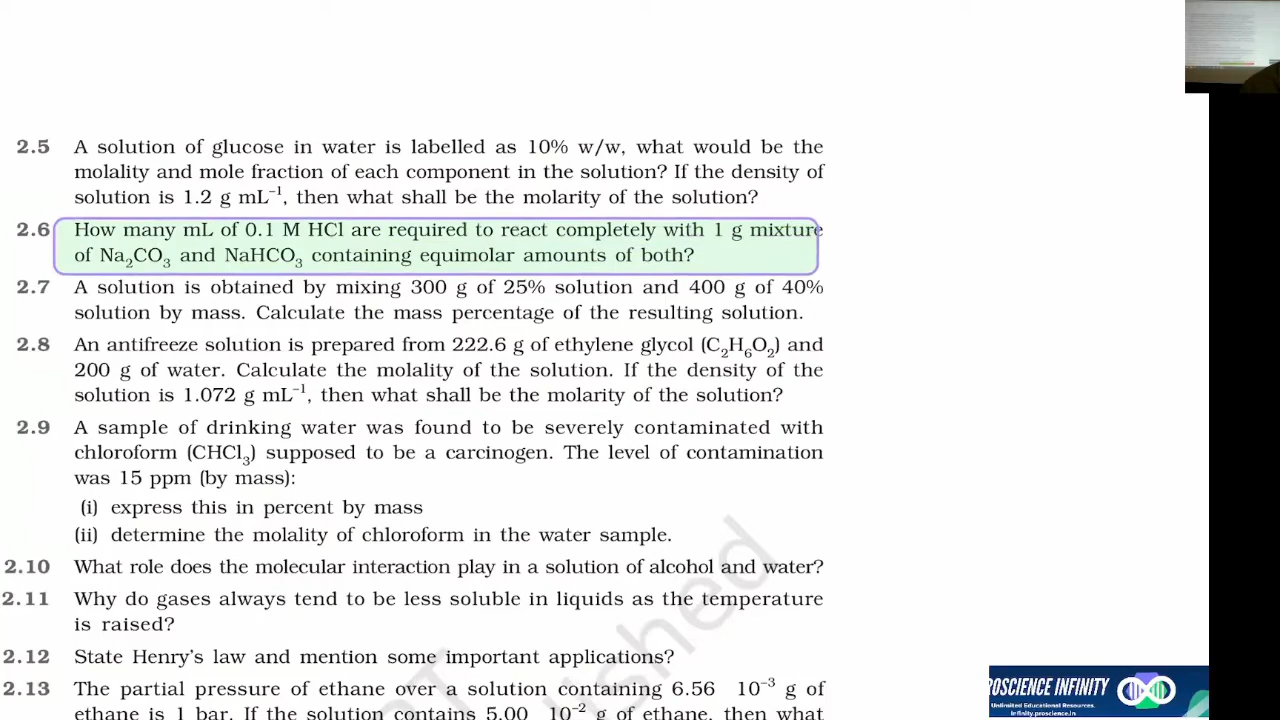 2.5 A solution of glucose in water is labelled as 10% w/w, what would be the
molality and mole fraction of each component in the solution? If the density of
solution is 1.2 g mL⁻¹, then what shall be the molarity of the solution?
2.6 How many mL of 0.1 M HCl are required to react completely with 1 g mixture
of Na₂CO₃ and NaHCO₃ containing equimolar amounts of both?
2.7 A solution is obtained by mixing 300 g of 25% solution and 400 g of 40%
solution by mass. Calculate the mass percentage of the resulting solution.
2.8 An antifreeze solution is prepared from 222.6 g of ethylene glycol (C₂H₆O₂) and
200 g of water. Calculate the molality of the solution. If the density of the
solution is 1.072 g mL⁻¹, then what shall be the molarity of the solution?
2.9 A sample of drinking water was found to be severely contaminated with
chloroform (CHCl₃) supposed to be a carcinogen. The level of contamination
was 15 ppm (by mass):
(i) express this in percent by mass
(ii) determine the molality of chloroform in the water sample.
2.10 What role does the molecular interaction play in a solution of alcohol and water?
2.11 Why do gases always tend to be less soluble in liquids as the temperature
is raised?
2.12 State Henry's law and mention some important applications?
2.13 The partial pressure of ethane over a solution containing 6.56 10⁻³ g of
ethane is 1 bar. If the solution contains 5.00 10⁻² g of ethane, then what
ROSCIENCE INFINITY
Unlimited Educational Resources.
infinity.proscience.in